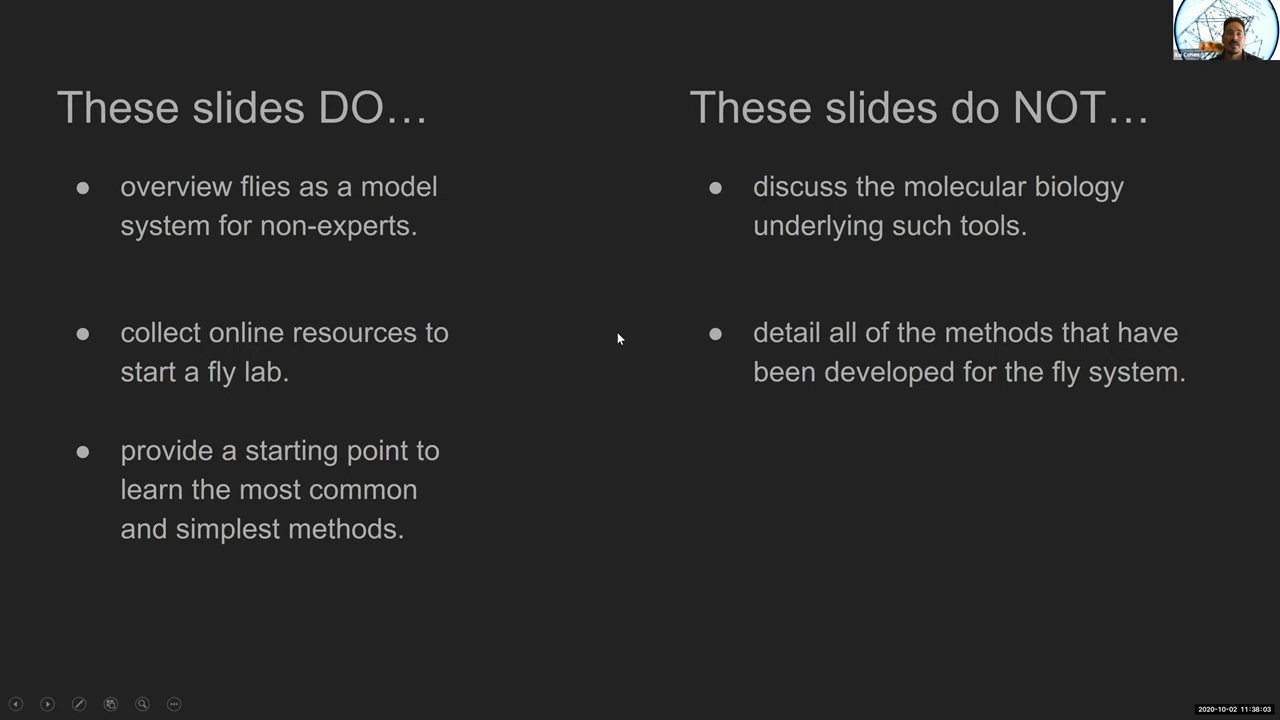 These slides DO…
● overview flies as a model
system for non-experts.
● collect online resources to
start a fly lab.
● provide a starting point to
learn the most common
and simplest methods.
These slides do NOT…
● discuss the molecular biology
underlying such tools.
● detail all of the methods that have
been developed for the fly system.
Cohen
2020-10-02 11:38:03